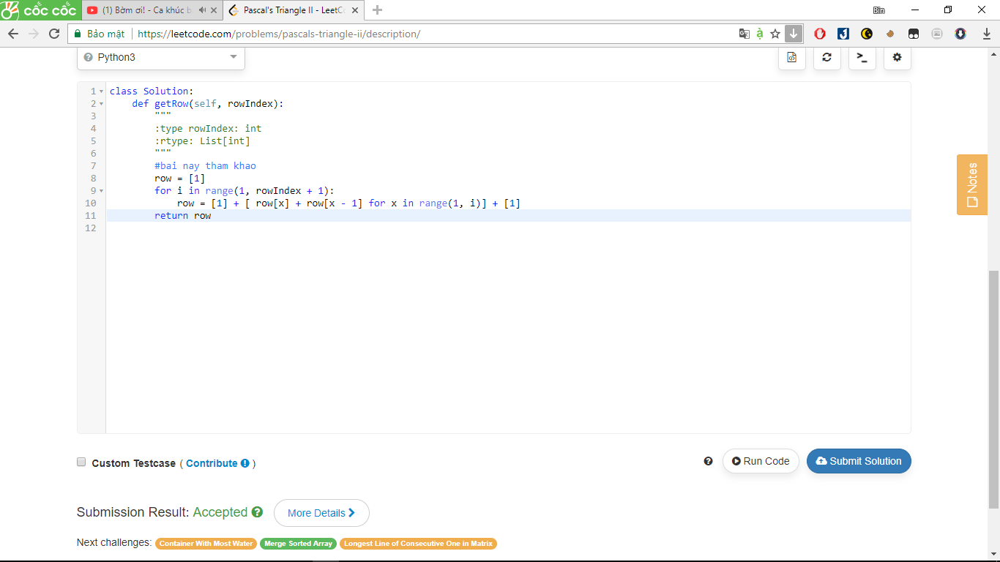 cốc cốc (1) Bờm ơi! - Ca khúc b Pascal's Triangle II - LeetC Bin
Bảo mật https://leetcode.com/problems/pascals-triangle-ii/description/
Python3
1 class Solution:
2 def getRow(self, rowIndex):
3 """
4 :type rowIndex: int
5 :rtype: List[int]
6 """
7 #bai nay tham khao
8 row = [1]
9 for i in range(1, rowIndex + 1):
10 row = [1] + [ row[x] + row[x - 1] for x in range(1, i)] + [1]
11 return row
12
Notes
Custom Testcase ( Contribute )
Run Code
Submit Solution
Submission Result: Accepted
More Details
Next challenges: Container With Most Water Merge Sorted Array Longest Line of Consecutive One in Matrix